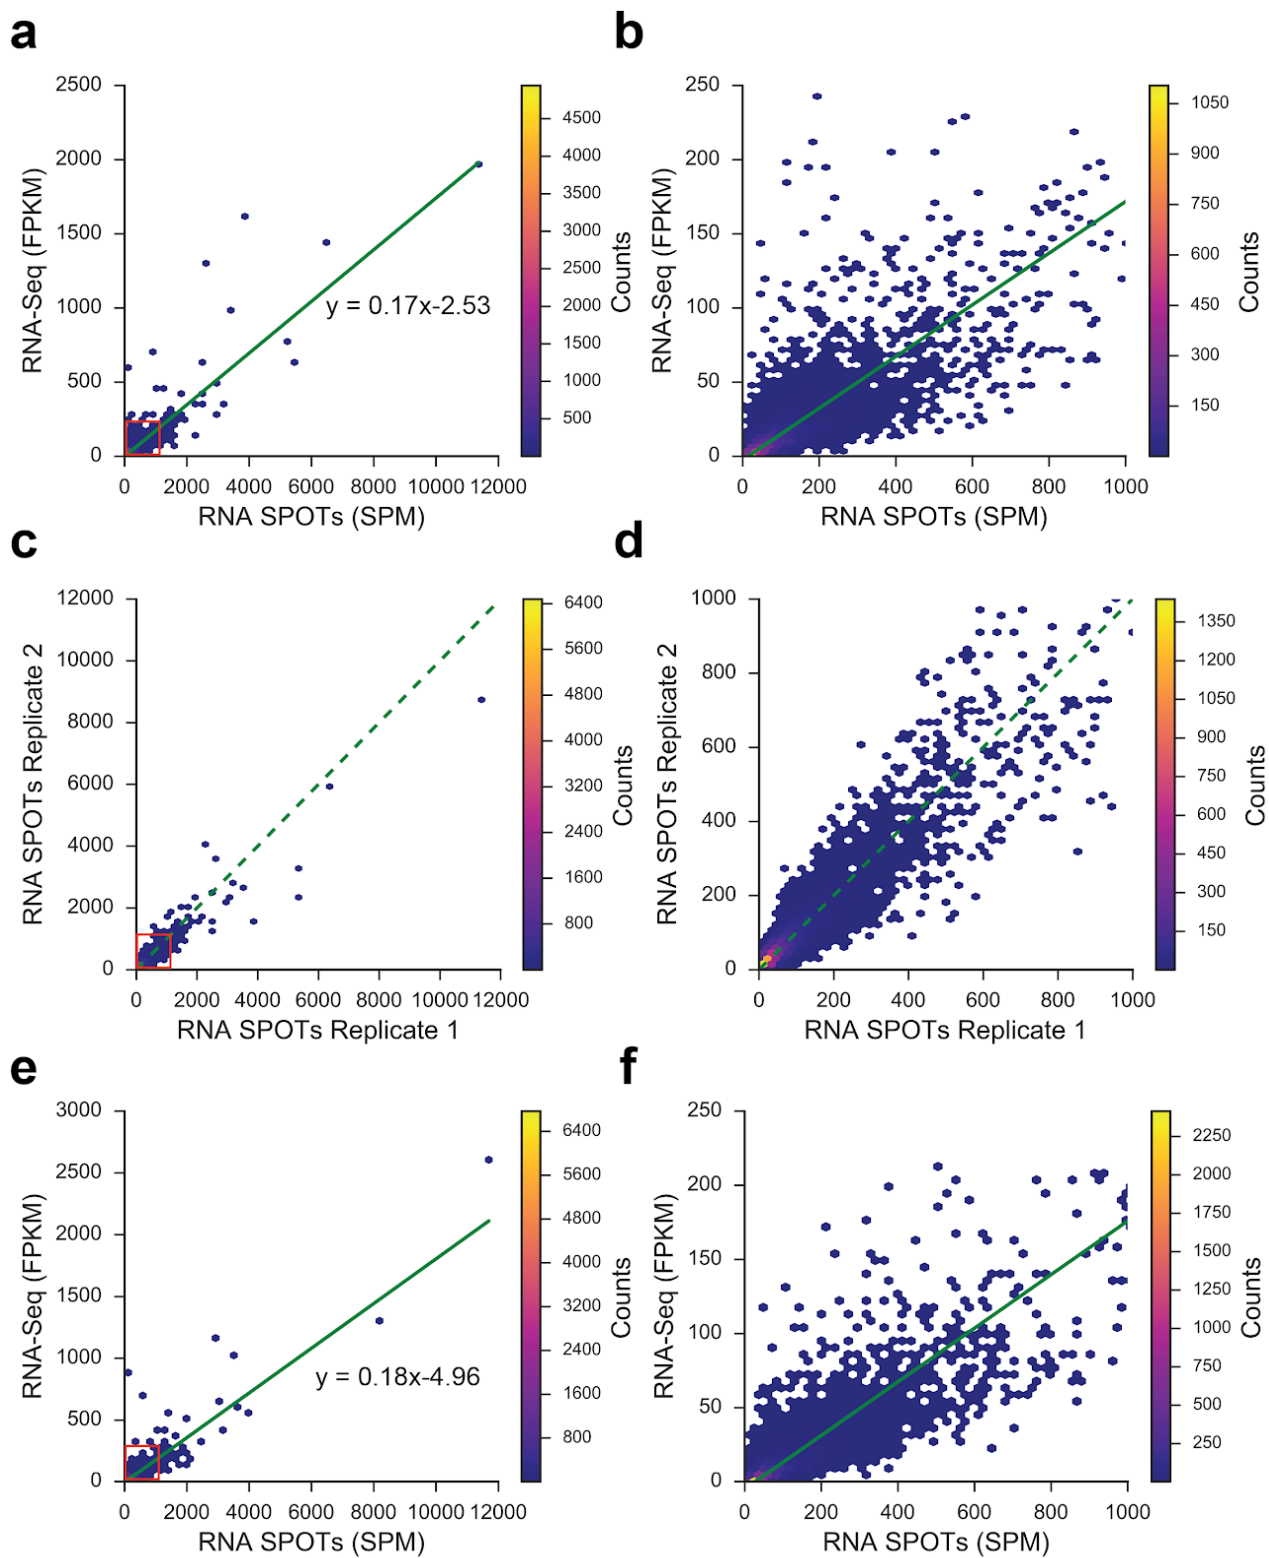 a
b
2500
2000
1500
1000
500
0
RNA-Seq (FPKM)
y = 0.17x-2.53
0 2000 4000 6000 8000 10000 12000
RNA SPOTs (SPM)
4500
4000
3500
3000
2500
2000
1500
1000
500
Counts
250
200
150
100
50
0
RNA-Seq (FPKM)
0 200 400 600 800 1000
RNA SPOTs (SPM)
1050
900
750
600
450
300
150
Counts
c
d
12000
10000
8000
6000
4000
2000
0
RNA SPOTs Replicate 2
0 2000 4000 6000 8000 10000 12000
RNA SPOTs Replicate 1
6400
5600
4800
4000
3200
2400
1600
800
Counts
1000
800
600
400
200
0
RNA SPOTs Replicate 2
0 200 400 600 800 1000
RNA SPOTs Replicate 1
1350
1200
1050
900
750
600
450
300
150
Counts
e
f
3000
2500
2000
1500
1000
500
0
RNA-Seq (FPKM)
y = 0.18x-4.96
0 2000 4000 6000 8000 10000 12000
RNA SPOTs (SPM)
6400
5600
4800
4000
3200
2400
1600
800
Counts
250
200
150
100
50
0
RNA-Seq (FPKM)
0 200 400 600 800 1000
RNA SPOTs (SPM)
2250
2000
1750
1500
1250
1000
750
500
250
Counts